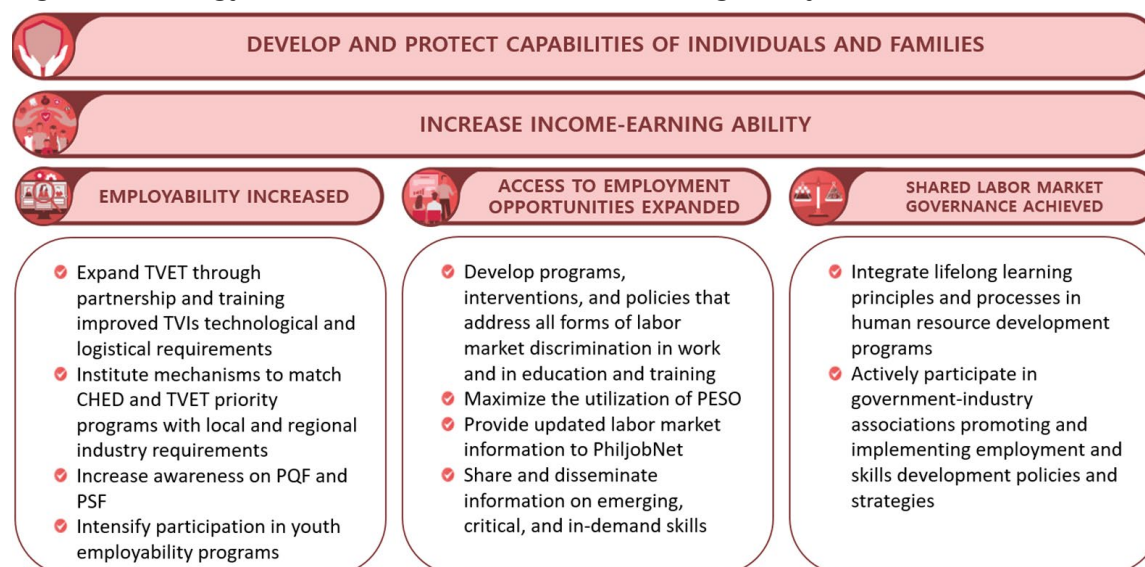 DEVELOP AND PROTECT CAPABILITIES OF INDIVIDUALS AND FAMILIES
INCREASE INCOME-EARNING ABILITY
EMPLOYABILITY INCREASED
Expand TVET through
partnership and training
improved TVIs technological and
logistical requirements
Institute mechanisms to match
CHED and TVET priority
programs with local and regional
industry requirements
Increase awareness on PQF and
PSF
Intensify participation in youth
employability programs
ACCESS TO EMPLOYMENT
OPPORTUNITIES EXPANDED
Develop programs,
interventions, and policies that
address all forms of labor
market discrimination in work
and in education and training
Maximize the utilization of PESO
Provide updated labor market
information to PhiljobNet
Share and disseminate
information on emerging,
critical, and in-demand skills
SHARED LABOR MARKET
GOVERNANCE ACHIEVED
Integrate lifelong learning
principles and processes in
human resource development
programs
Actively participate in
government-industry
associations promoting and
implementing employment and
skills development policies and
strategies